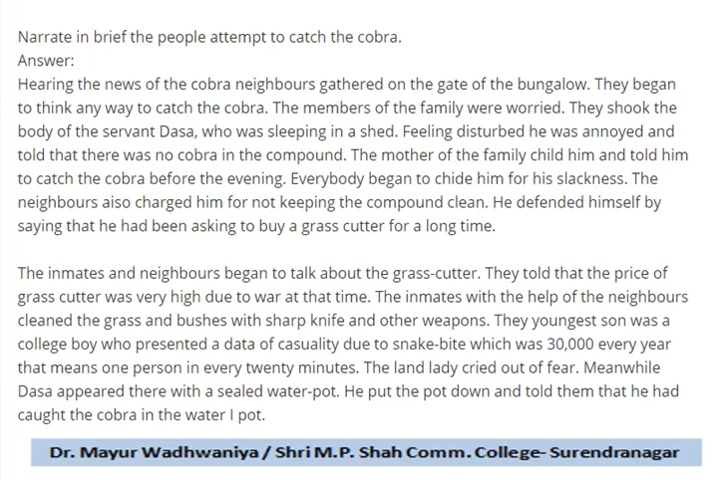 Narrate in brief the people attempt to catch the cobra.
Answer:
Hearing the news of the cobra neighbours gathered on the gate of the bungalow. They began
to think any way to catch the cobra. The members of the family were worried. They shook the
body of the servant Dasa, who was sleeping in a shed. Feeling disturbed he was annoyed and
told that there was no cobra in the compound. The mother of the family child him and told him
to catch the cobra before the evening. Everybody began to chide him for his slackness. The
neighbours aiso charged him for not keeping the compound clean. He defended himself by
saying that he had been asking to buy a grass cutter for a long time.

The inmates and neighbours began to talk about the grass-cutter. They told that the price of
grass cutter was very high due to war at that time. The inmates with the help of the neighbours
cleaned the grass and bushes with sharp knife and other weapons. They youngest son was a
college boy who presented a data of casuality due to snake-bite which was 30,000 every year
that means one person in every twenty minutes. The land lady cried out of fear. Meanwhile
Dasa appeared there with a sealed water-pot. He put the pot down and told them that he had
caught the cobra in the water I pot.
Dr. Mayur Wadhwaniya / Shri M.P. Shah Comm. College- Surendranagar